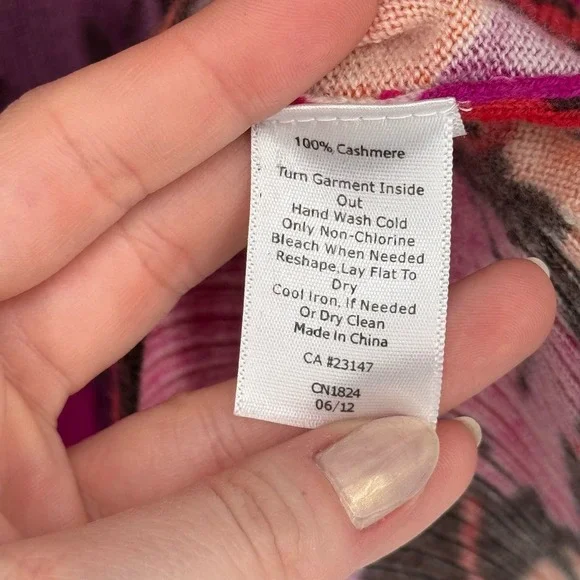 100% Cashmere
Turn Garment Inside
Out
Hand Wash Cold
Only Non-Chlorine
Bleach When Needed
Reshape,Lay Flat To
Dry
Cool Iron, If Needed
Or Dry Clean
Made In China
CA #23147
CN1824
06/12